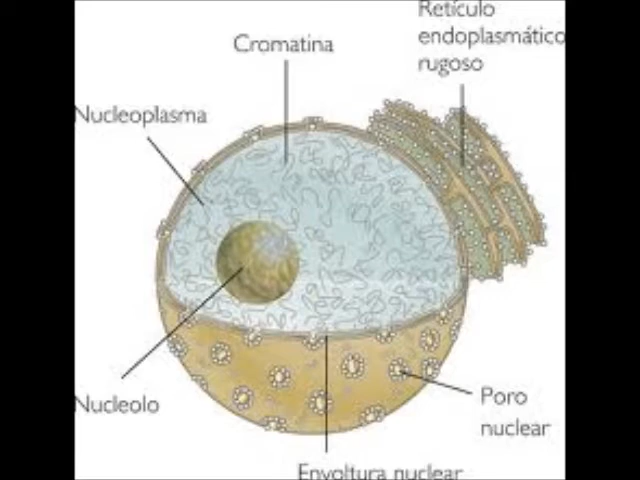 Retículo
endoplasmático
rugoso
Cromatina
Nucleoplasma
Nucleolo
Poro
nuclear
Envoltura nuclear